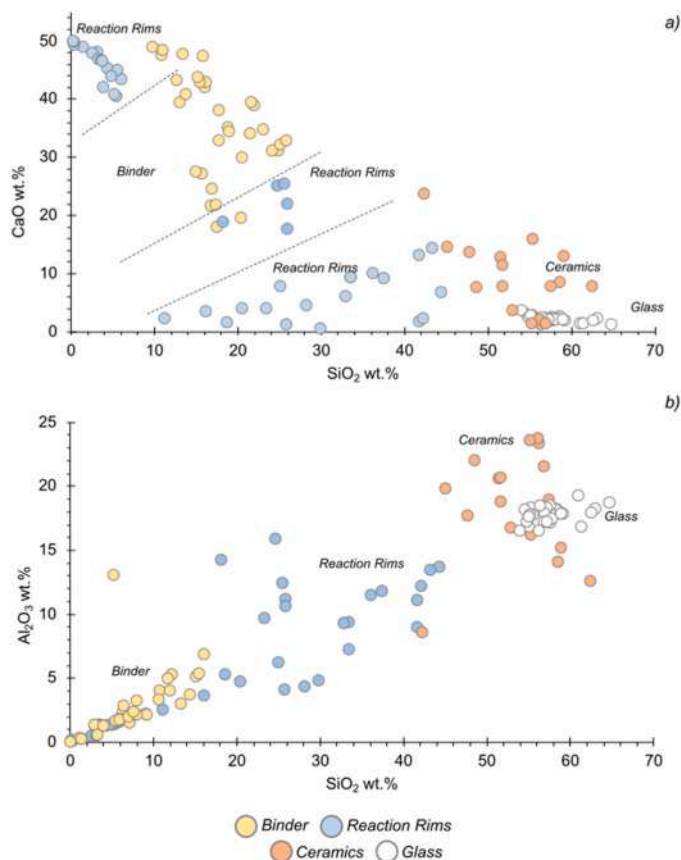 a)
Reaction Rims
50
40
30
20
10
0
CaO wt.%
Binder
Reaction Rims
Reaction Rims
Ceramics
Glass
0 10 20 30 40 50 60 70
SiO₂ wt.%
b)
25
20
15
10
5
0
Al₂O₃ wt.%
Ceramics
Glass
Reaction Rims
Binder
0 10 20 30 40 50 60 70
SiO₂ wt.%
Binder Reaction Rims
Ceramics Glass